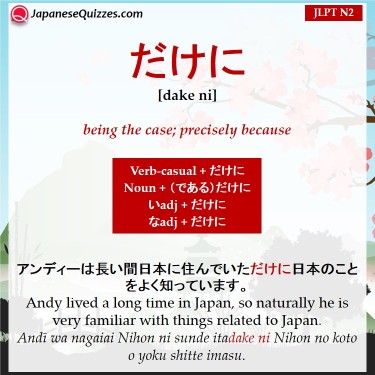 JapaneseQuizzes.com
JLPT N2
だけに
[dake ni]
being the case; precisely because
Verb-casual + だけに
Noun + （である）だけに
いadj + だけに
なadj + だけに
アンディーは長い間日本に住んでいただけに日本のこと
をよく知っています。
Andy lived a long time in Japan, so naturally he is
very familiar with things related to Japan.
Andī wa nagaiai Nihon ni sunde itadake ni Nihon no koto
o yoku shitte imasu.